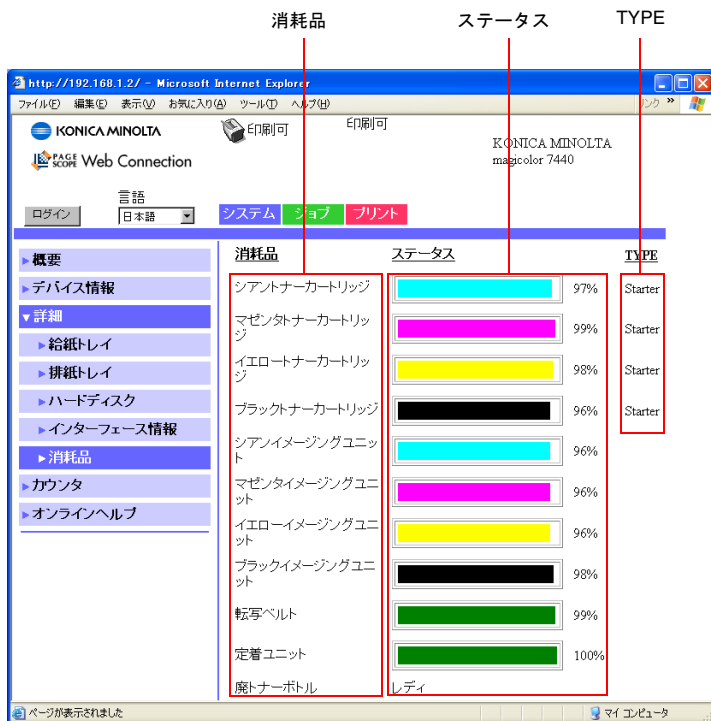 消耗品 ステータス TYPE
http://192.168.1.2/ - Microsoft Internet Explorer
ファイル(F) 編集(E) 表示(V) お気に入り(A) ツール(T) ヘルプ(H) リンク »
KONICA MINOLTA 印刷可 印刷可
KONICA MINOLTA
PAGE SCOPE Web Connection magicolor 7440
言語
ログイン 日本語 システム ジョブ プリント
概要
デバイス情報
詳細
給紙トレイ
排紙トレイ
ハードディスク
インターフェース情報
消耗品
カウンタ
オンラインヘルプ
消耗品 ステータス TYPE
シアントナーカートリッジ 97% Starter
マゼンタトナーカートリッ
ジ 99% Starter
イエロートナーカートリッ
ジ 98% Starter
ブラックトナーカートリッジ 96% Starter
シアンイメージングユニッ
ト 96%
マゼンタイメージングユニ
ット 96%
イエローイメージングユニ
ット 96%
ブラックイメージングユニ
ット 98%
転写ベルト 99%
定着ユニット 100%
廃トナーボトル レディ
ページが表示されました マイ コンピュータ